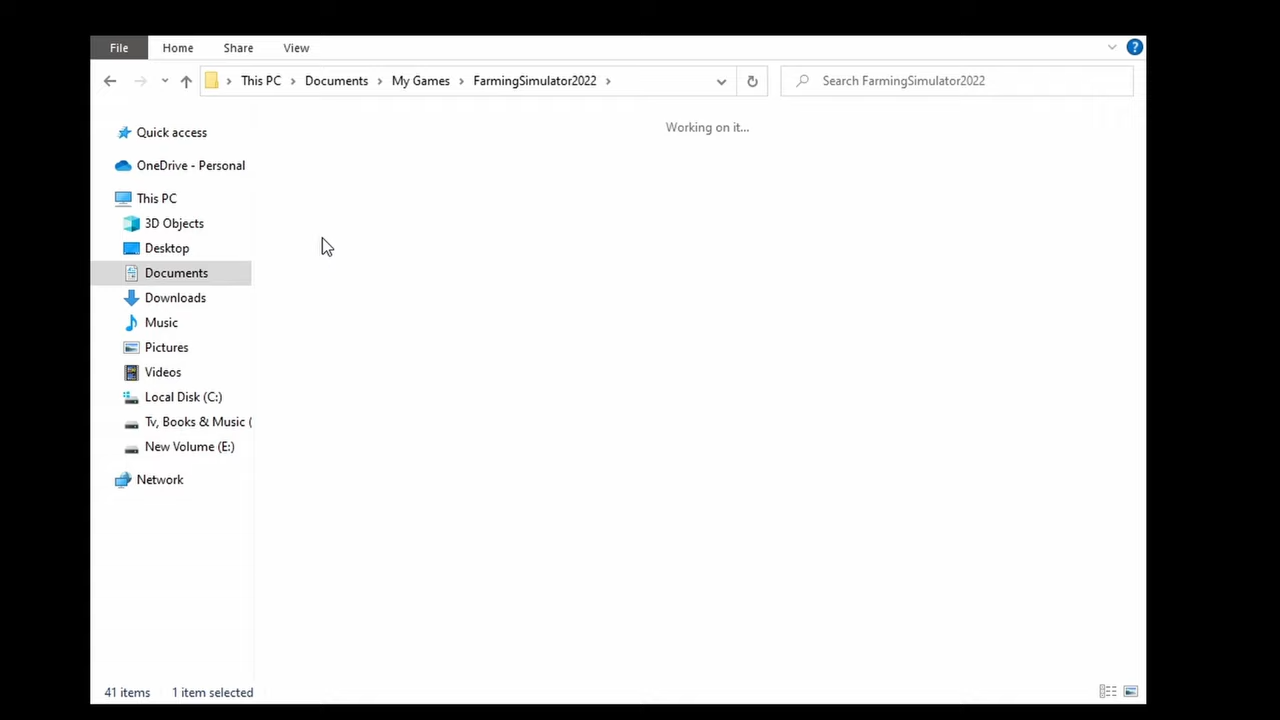 File Home Share View
This PC Documents My Games FarmingSimulator2022 Search FarmingSimulator2022
Working on it...
Quick access
OneDrive - Personal
This PC
3D Objects
Desktop
Documents
Downloads
Music
Pictures
Videos
Local Disk (C:)
Tv, Books & Music (
New Volume (E:)
Network
41 items 1 item selected